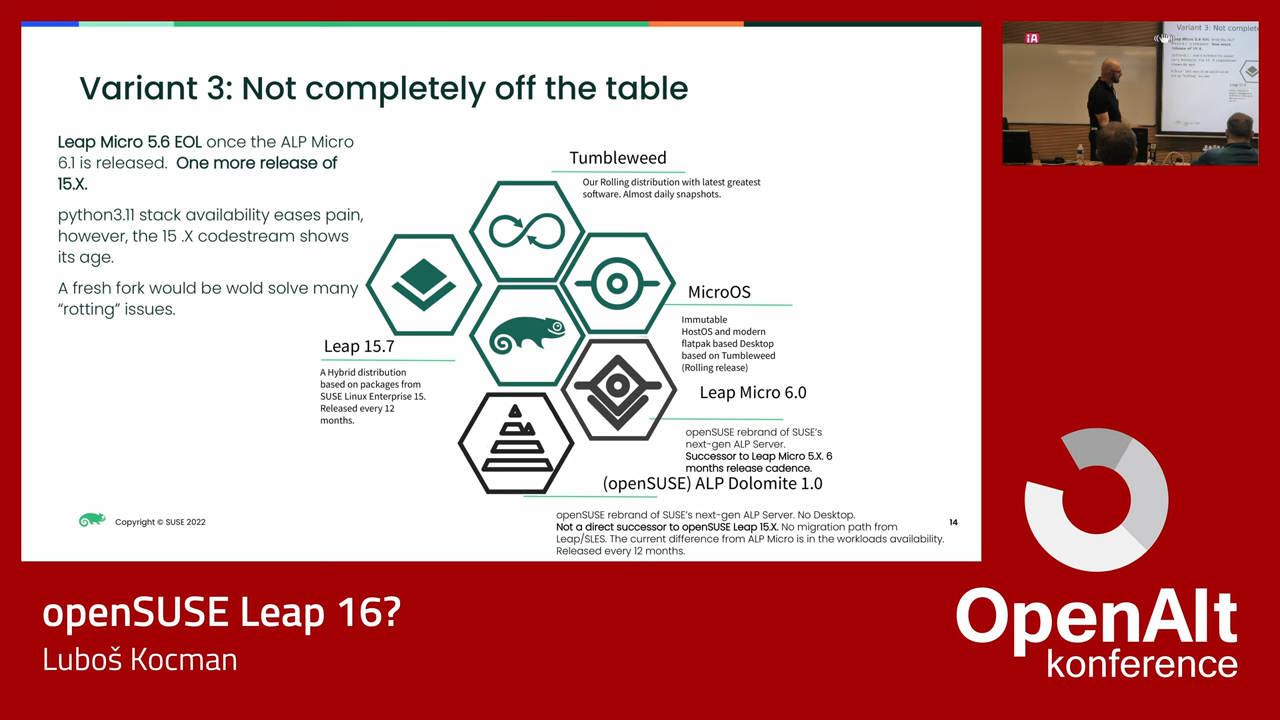 Variant 3: Not completely off the table
Leap Micro 5.6 EOL once the ALP Micro
6.1 is released. One more release of
15.X.
python3.11 stack availability eases pain,
however, the 15 .X codestream shows
its age.
A fresh fork would be wold solve many
“rotting” issues.
Tumbleweed
Our Rolling distribution with latest greatest
software. Almost daily snapshots.
MicroOS
Immutable
HostOS and modern
flatpak based Desktop
based on Tumbleweed
(Rolling release)
Leap 15.7
A Hybrid distribution
based on packages from
SUSE Linux Enterprise 15.
Released every 12
months.
Leap Micro 6.0
openSUSE rebrand of SUSE’s
next-gen ALP Server.
Successor to Leap Micro 5.X. 6
months release cadence.
(openSUSE) ALP Dolomite 1.0
openSUSE rebrand of SUSE’s next-gen ALP Server. No Desktop.
Not a direct successor to openSUSE Leap 15.X. No migration path from
Leap/SLES. The current difference from ALP Micro is in the workloads availability.
Released every 12 months.
Copyright © SUSE 2022
14
Variant 3: Not complete
openSUSE Leap 16?
Luboš Kocman
OpenAlt
konference